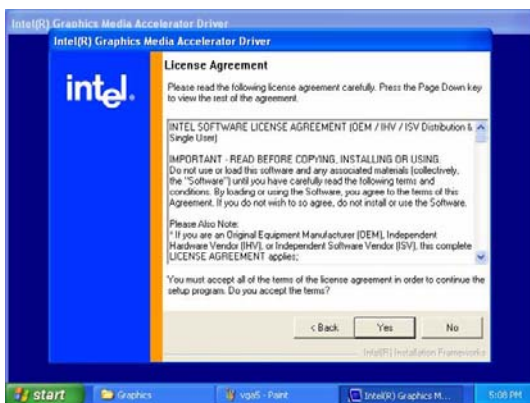 Intel(R) Graphics Media Accelerator Driver
Intel(R) Graphics Media Accelerator Driver
intel.
License Agreement
Please read the following license agreement carefully. Press the Page Down key
to view the rest of the agreement.
INTEL SOFTWARE LICENSE AGREEMENT (OEM / IHV / ISV Distribution &
Single User)
IMPORTANT - READ BEFORE COPYING, INSTALLING OR USING.
Do not use or load this software and any associated materials (collectively,
the "Software") until you have carefully read the following terms and
conditions. By loading or using the Software, you agree to the terms of this
Agreement. If you do not wish to so agree, do not install or use the Software.
Please Also Note:
* If you are an Original Equipment Manufacturer (OEM), Independent
Hardware Vendor (IHV), or Independent Software Vendor (ISV), this complete
LICENSE AGREEMENT applies;
You must accept all of the terms of the license agreement in order to continue the
setup program. Do you accept the terms?
< Back Yes No
Intel(R) Installation Frameworks
start Graphics vga5 - Paint Intel(R) Graphics M... 5:08 PM